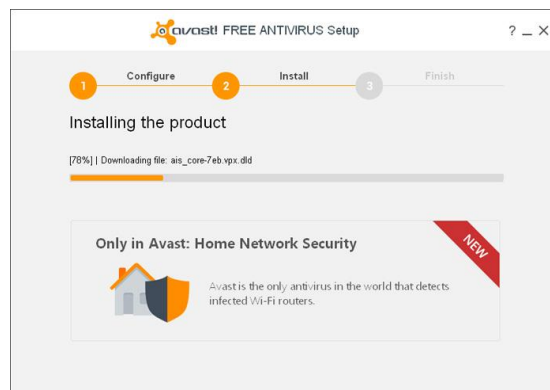 avast! FREE ANTIVIRUS Setup
? _ X
Configure Install Finish
1 2 3
Installing the product
[78%] | Downloading file: ais_core-7eb.vpx.dld
Only in Avast: Home Network Security
NEW
Avast is the only antivirus in the world that detects
infected Wi-Fi routers.